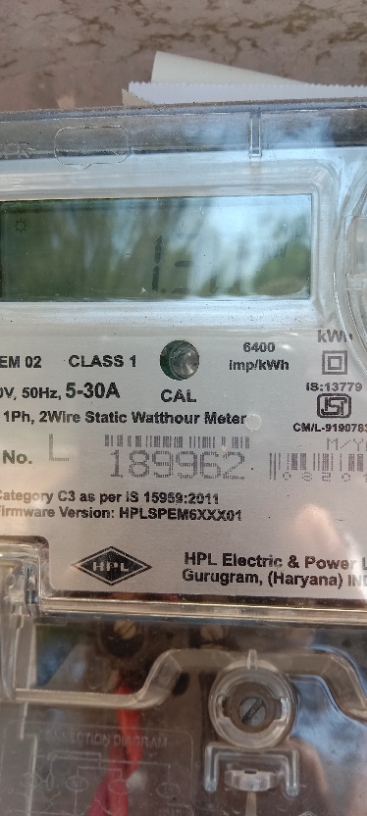 kWh
EM 02 CLASS 1 6400 imp/kWh
0V, 50Hz, 5-30A CAL IS:13779
1Ph, 2Wire Static Watthour Meter
CM/L-9190783
No. L 189962 M/Y
Category C3 as per IS 15959:2011
Firmware Version: HPLSPEM6XXX01
HPL HPL Electric & Power L
Gurugram, (Haryana) IN